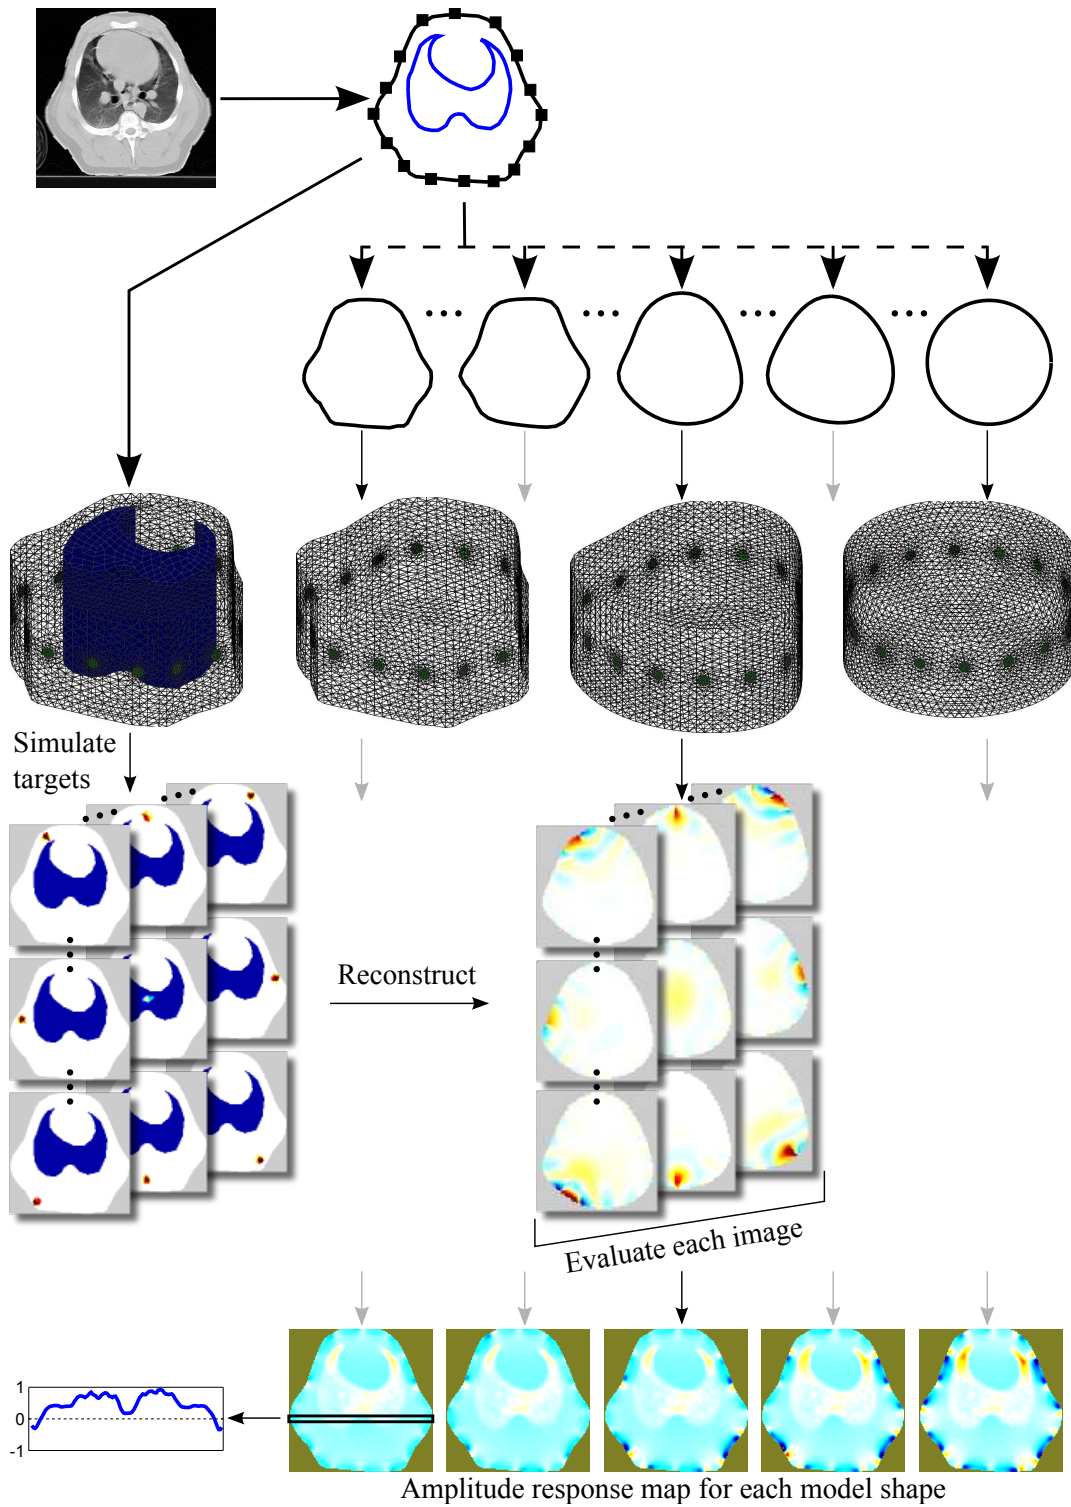 Simulate
targets
Reconstruct
Evaluate each image
1
0
-1
Amplitude response map for each model shape